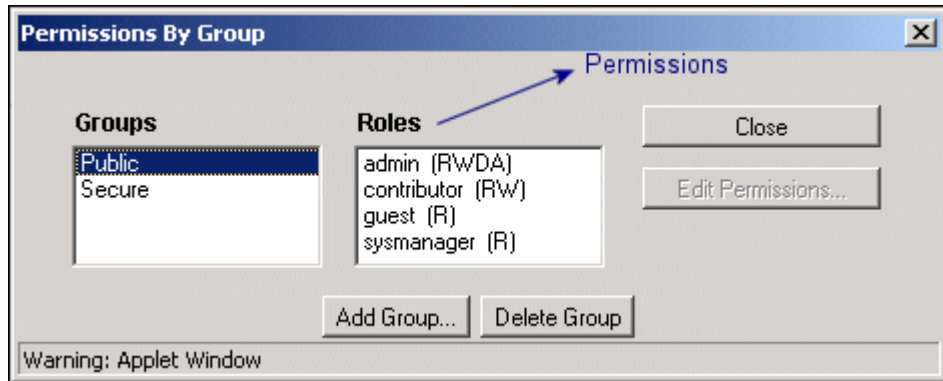 Permissions By Group
Permissions
Groups
Roles
Close
Public
Secure
admin (RWDA)
contributor (RW)
guest (R)
sysmanager (R)
Edit Permissions...
Add Group...
Delete Group
Warning: Applet Window